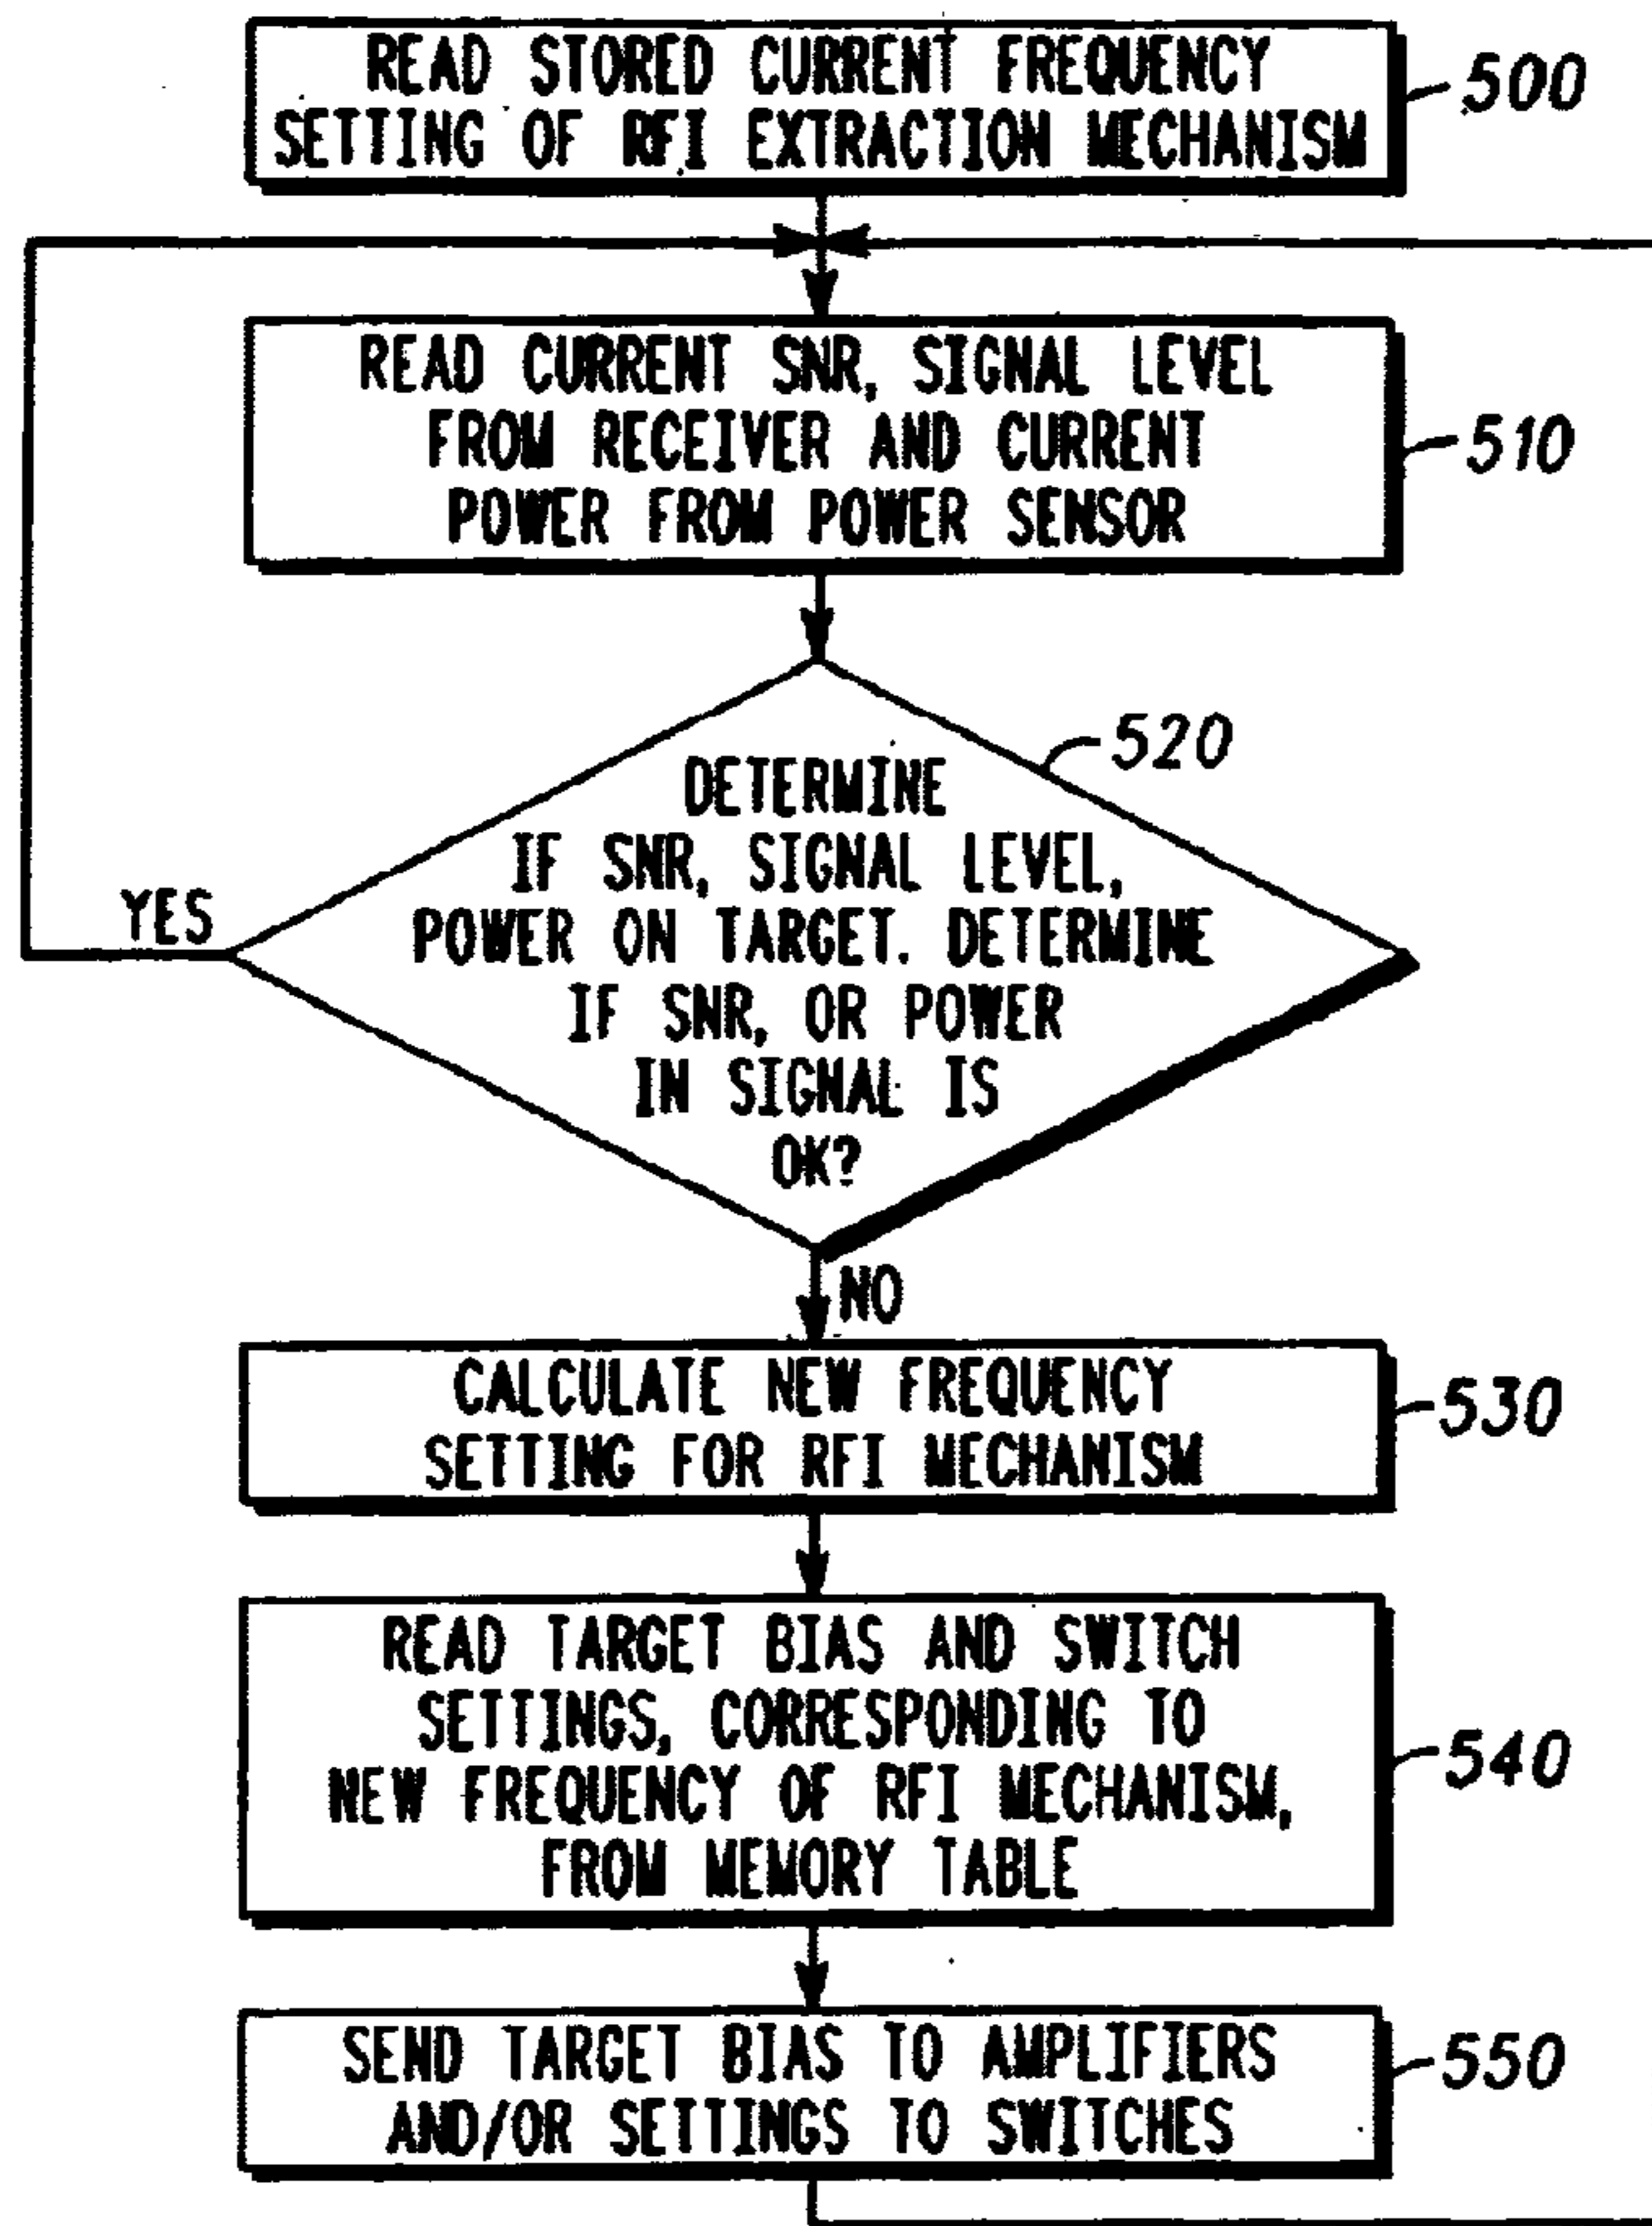 READ STORED CURRENT FREQUENCY
SETTING OF RFI EXTRACTION MECHANISM
500
READ CURRENT SNR, SIGNAL LEVEL
FROM RECEIVER AND CURRENT
POWER FROM POWER SENSOR
510
520
DETERMINE
IF SNR, SIGNAL LEVEL,
POWER ON TARGET. DETERMINE
IF SNR, OR POWER
IN SIGNAL IS
OK?
YES
NO
CALCULATE NEW FREQUENCY
SETTING FOR RFI MECHANISM
530
READ TARGET BIAS AND SWITCH
SETTINGS, CORRESPONDING TO
NEW FREQUENCY OF RFI MECHANISM,
FROM MEMORY TABLE
540
SEND TARGET BIAS TO AMPLIFIERS
AND/OR SETTINGS TO SWITCHES
550